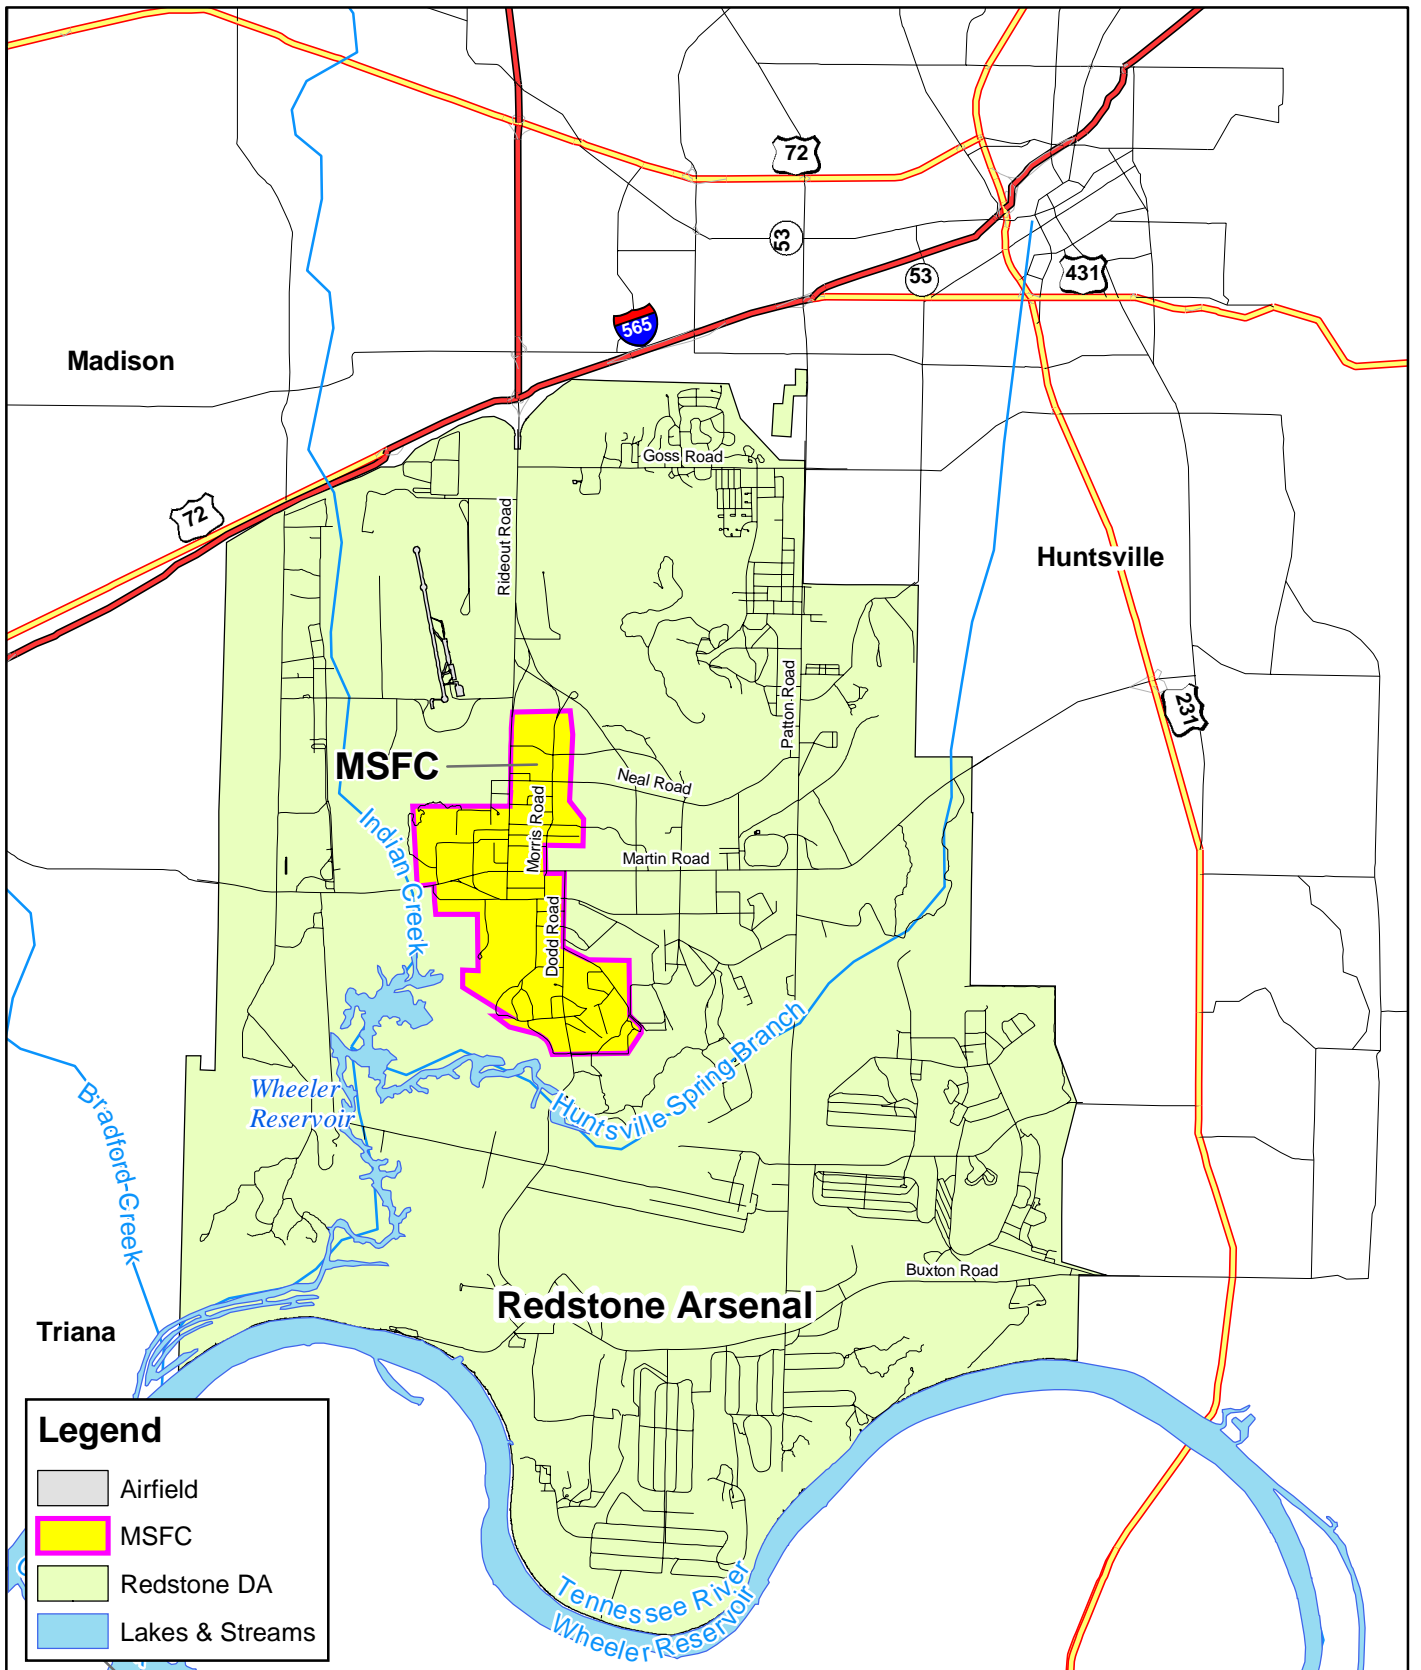 72
53
53
431
565
Madison
Goss Road
72
Rideout Road
Huntsville
Patton Road
231
MSFC
Neal Road
Morris Road
Indian Creek
Martin Road
Dodd Road
Huntsville Spring Branch
Wheeler
Reservoir
Bradford Creek
Buxton Road
Redstone Arsenal
Triana
Tennessee River
Wheeler Reservoir
Legend
Airfield
MSFC
Redstone DA
Lakes & Streams